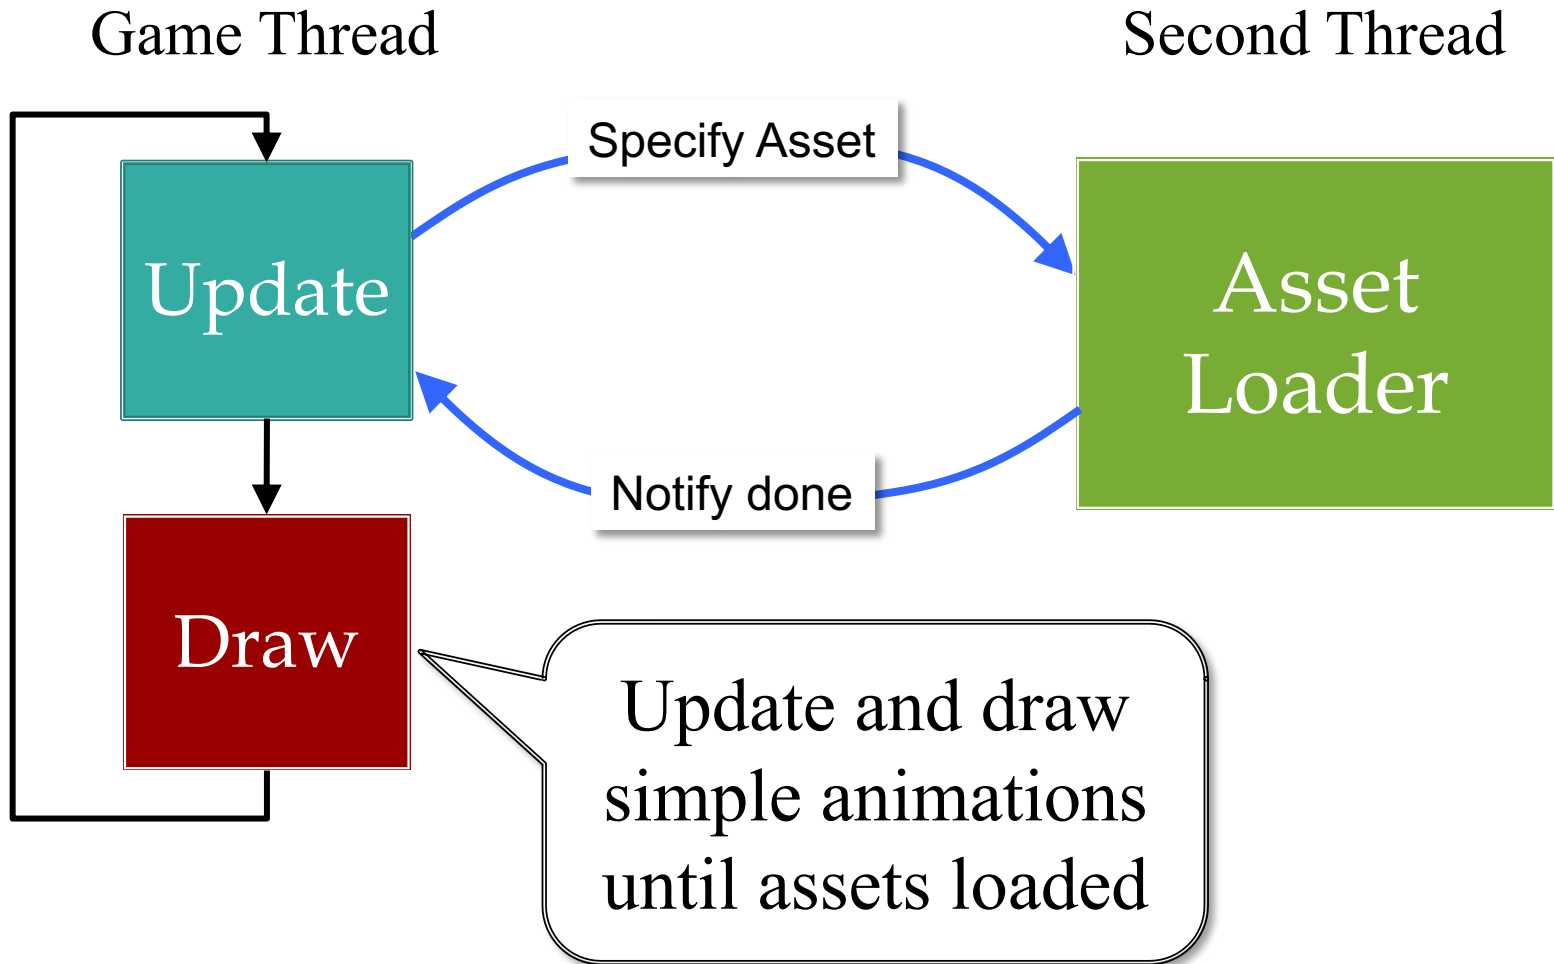 Game Thread
Second Thread
Specify Asset
Update
Asset
Loader
Notify done
Draw
Update and draw
simple animations
until assets loaded